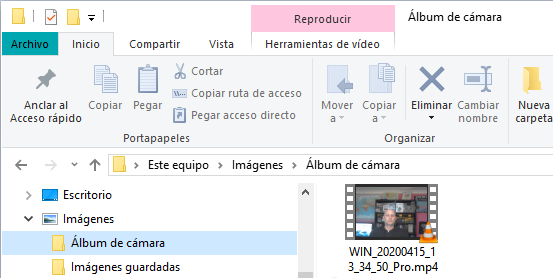 Reproducir
Álbum de cámara
Archivo
Inicio
Compartir
Vista
Herramientas de vídeo
Anclar al
Acceso rápido
Copiar
Pegar
Cortar
Copiar ruta de acceso
Pegar acceso directo
Mover
a
Copiar
a
Eliminar
Cambiar
nombre
Nueva
carpeta
Portapapeles
Organizar
Este equipo
Imágenes
Álbum de cámara
Escritorio
Imágenes
Álbum de cámara
Imágenes guardadas
WIN_20200415_1
3_34_50_Pro.mp4